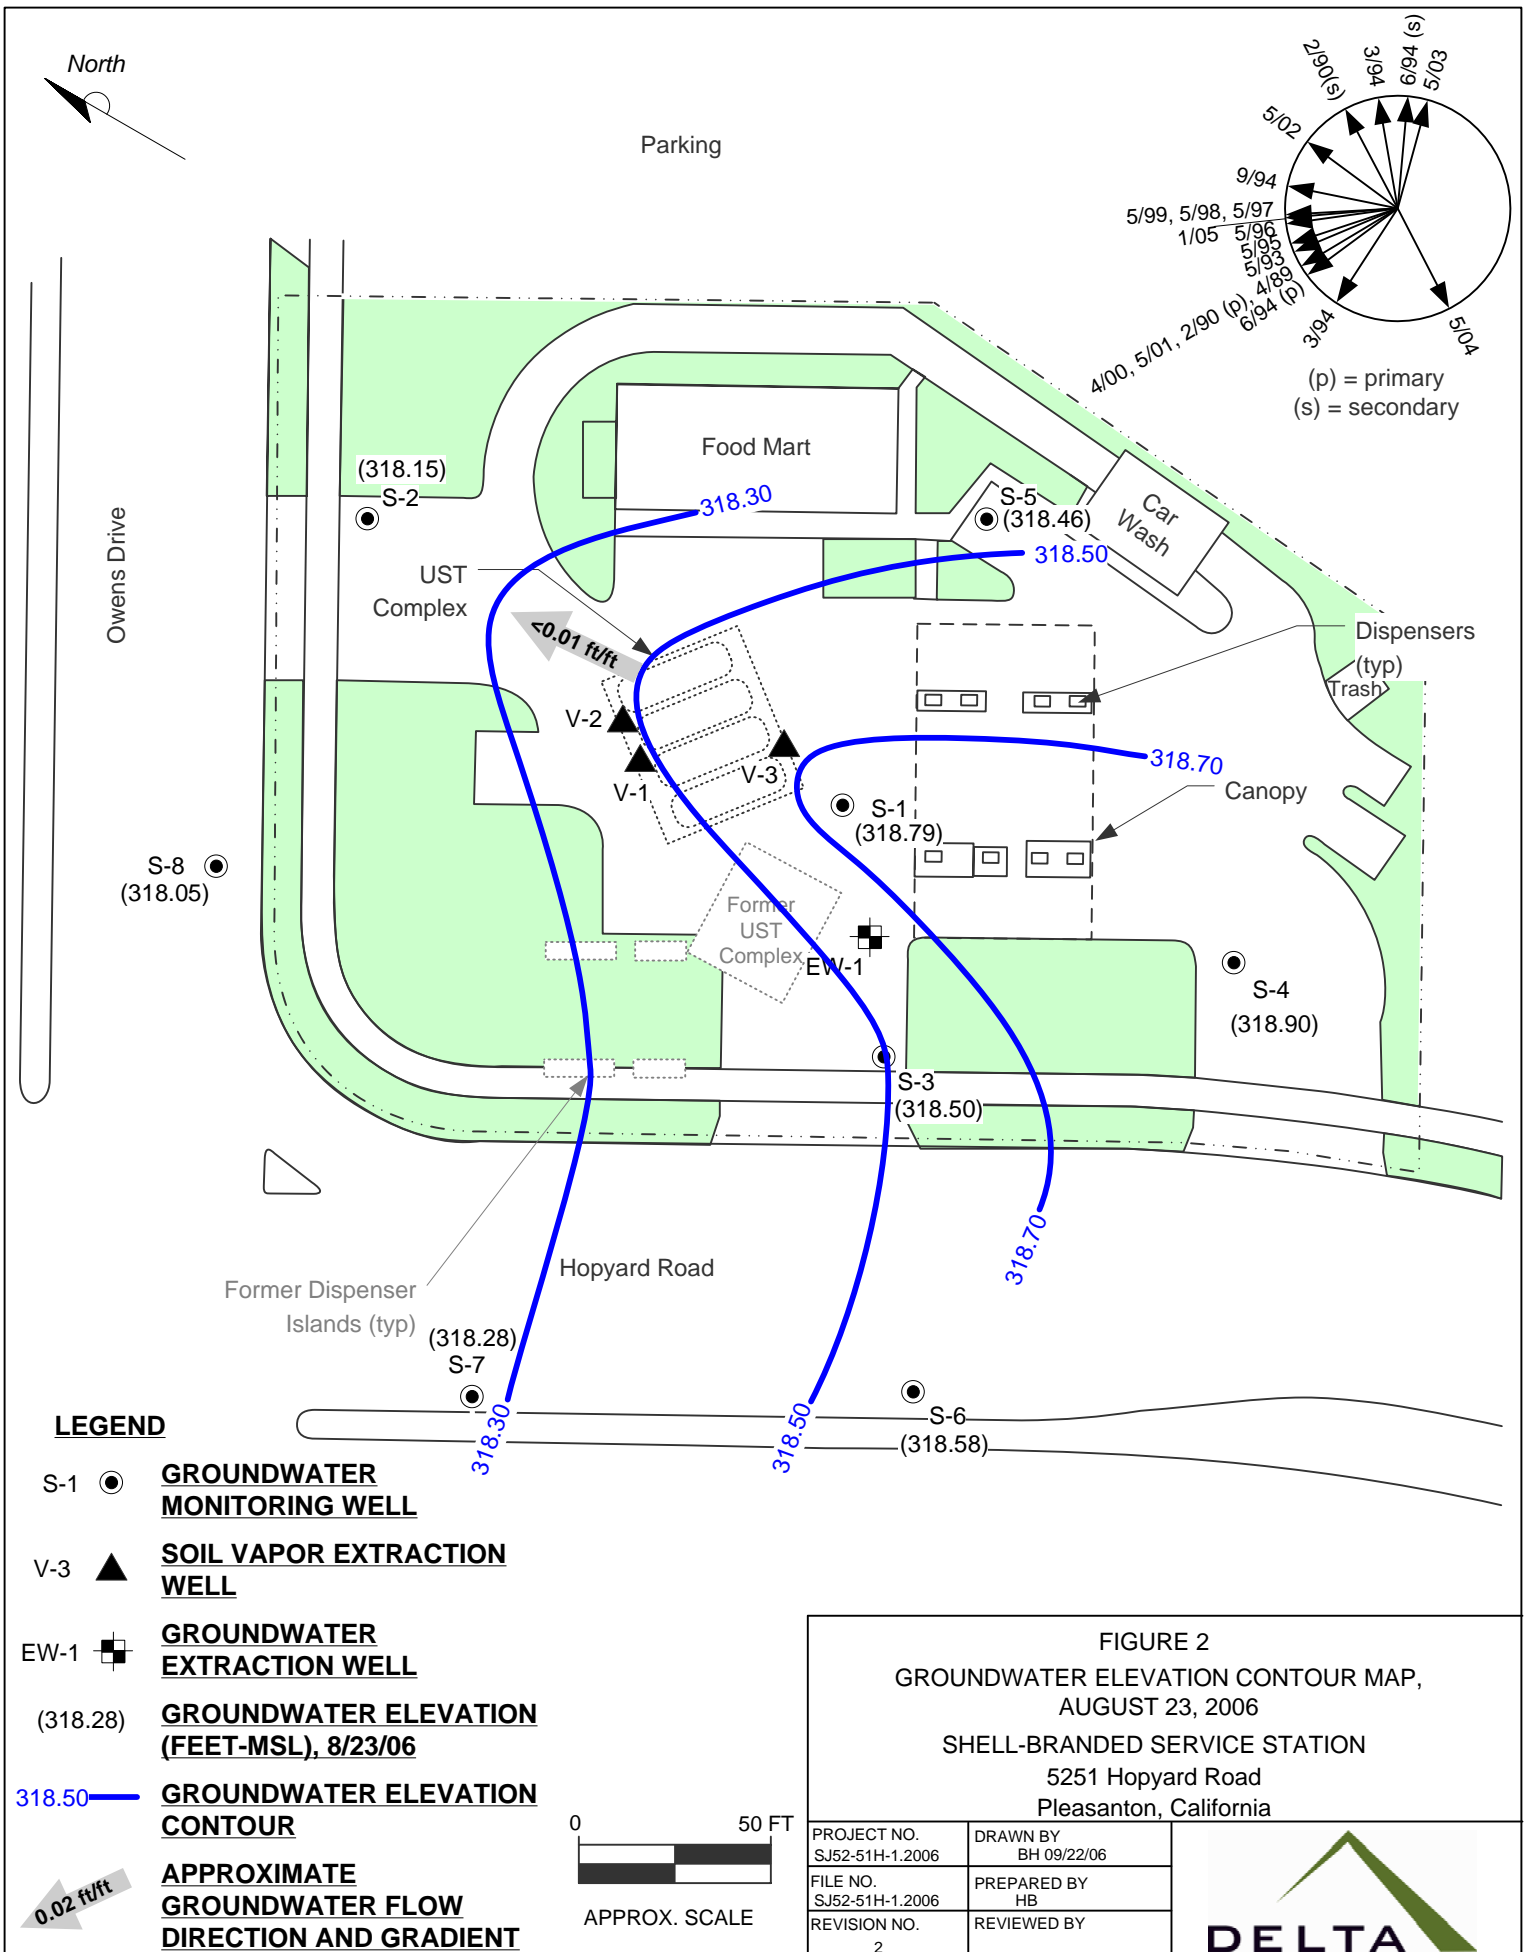 North
Parking
2/90(s)
3/94
6/94 (s)
5/03
5/02
9/94
5/99, 5/98, 5/97
1/05
5/96
5/95
5/93
4/00, 5/01, 2/90 (p), 4/89
6/94 (p)
3/94
5/04
(p) = primary
(s) = secondary
Owens Drive
(318.15)
S-2
Food Mart
318.30
S-5
(318.46)
Car
Wash
318.50
UST
Complex
<0.01 ft/ft
Dispensers
(typ)
Trash
V-2
V-1
V-3
318.70
Canopy
S-1
(318.79)
S-8
(318.05)
Former
UST
Complex
EW-1
S-4
(318.90)
S-3
(318.50)
318.70
Hopyard Road
Former Dispenser
Islands (typ)
(318.28)
S-7
318.30
318.50
S-6
(318.58)
LEGEND
S-1
GROUNDWATER
MONITORING WELL
V-3
SOIL VAPOR EXTRACTION
WELL
EW-1
GROUNDWATER
EXTRACTION WELL
(318.28)
GROUNDWATER ELEVATION
(FEET-MSL), 8/23/06
318.50
GROUNDWATER ELEVATION
CONTOUR
0.02 ft/ft
APPROXIMATE
GROUNDWATER FLOW
DIRECTION AND GRADIENT
0 50 FT
APPROX. SCALE
FIGURE 2
GROUNDWATER ELEVATION CONTOUR MAP,
AUGUST 23, 2006
SHELL-BRANDED SERVICE STATION
5251 Hopyard Road
Pleasanton, California
PROJECT NO.
SJ52-51H-1.2006
DRAWN BY
BH 09/22/06
FILE NO.
SJ52-51H-1.2006
PREPARED BY
HB
REVISION NO.
2
REVIEWED BY
DELTA